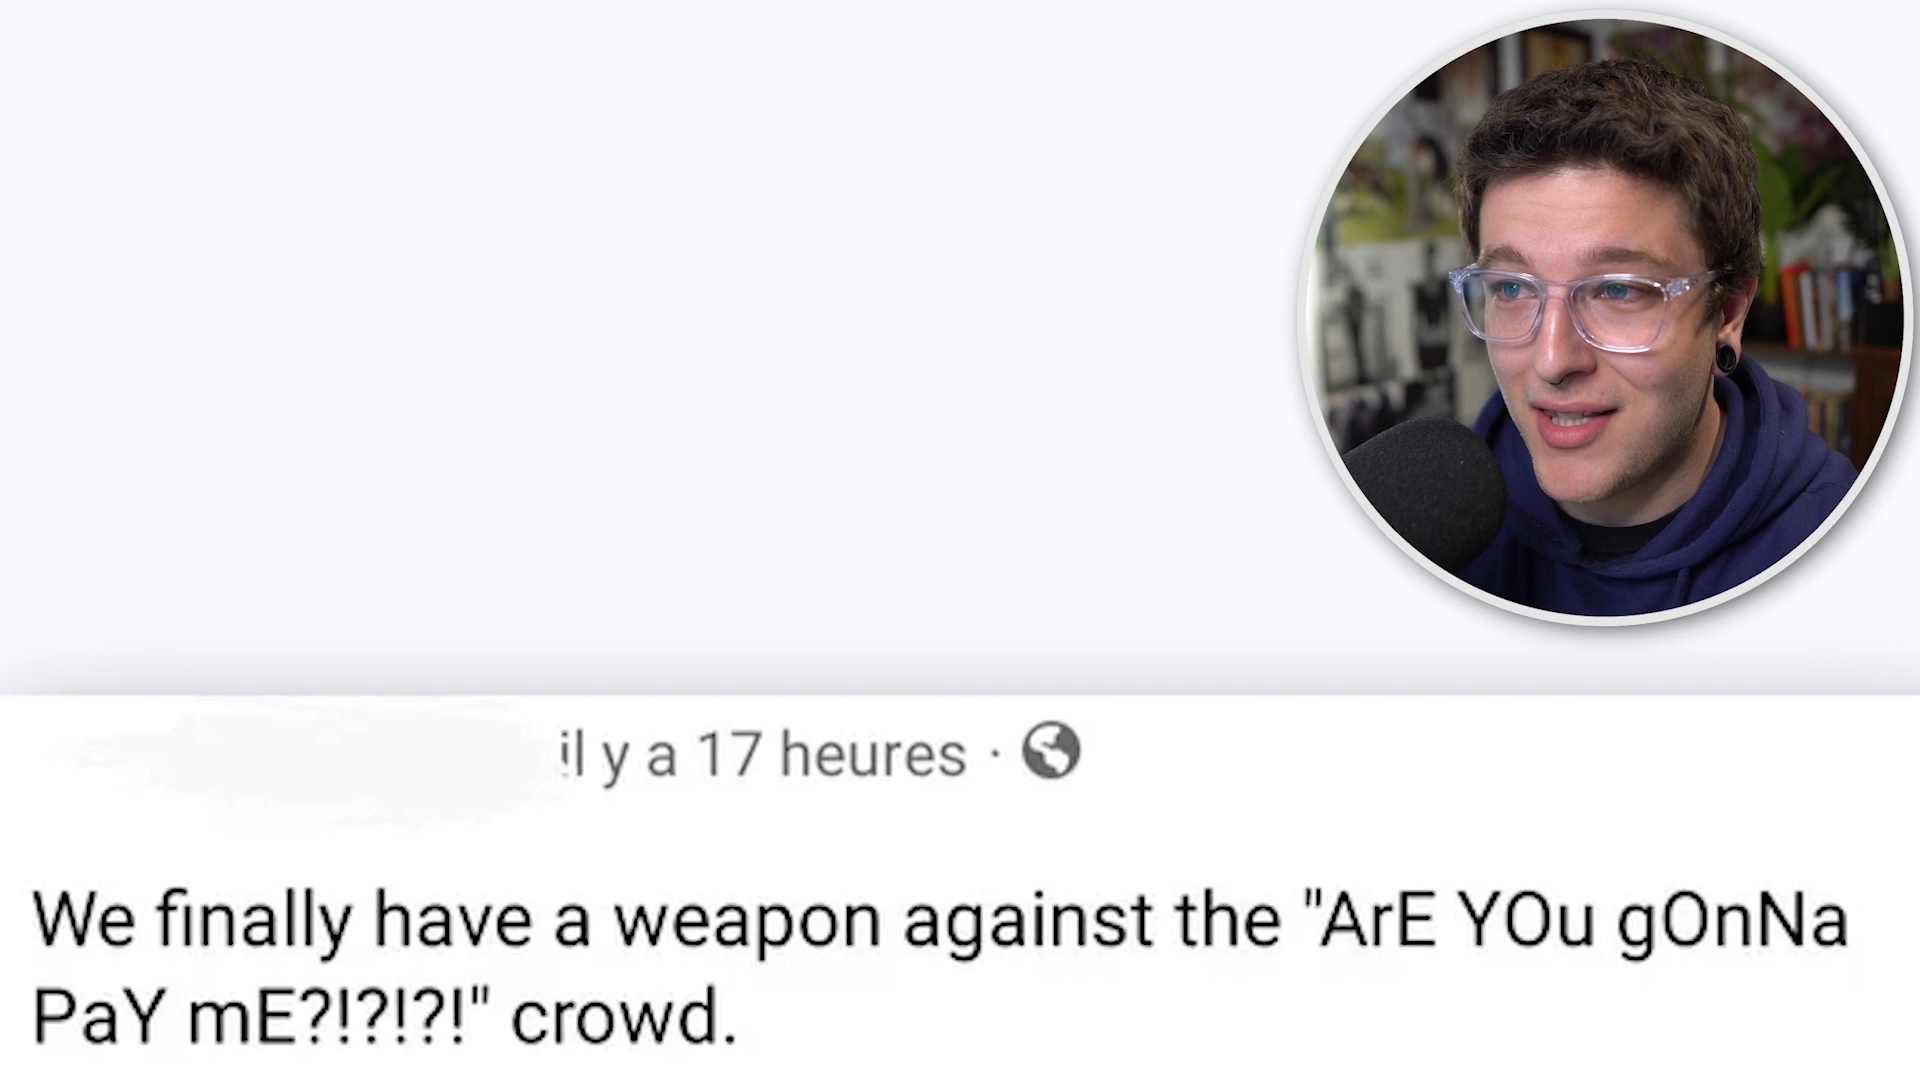 il y a 17 heures ·
We finally have a weapon against the "ArE YOu gOnNa
PaY mE?!?!?!" crowd.